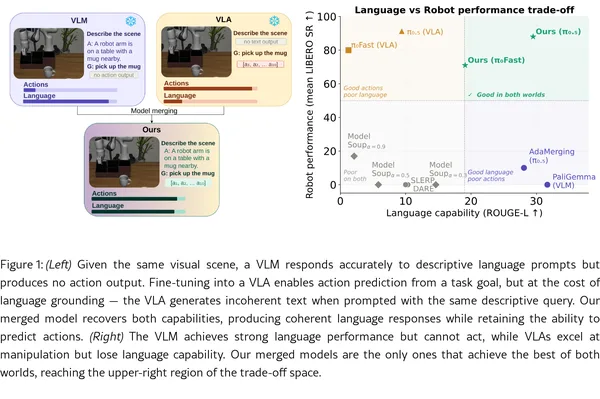 VLM
VLA
Describe the scene
A: A robot arm is
on a table with a
mug nearby.
G: pick up the mug
no action output
Actions
Language
Describe the scene
no text output
G: pick up the mug
[a₁, a₂, ... a₁₀]
Actions
Language
Model merging
Ours
Describe the scene
A: A robot arm is
on a table with a
mug nearby.
G: pick up the mug
Actions
Language
Language vs Robot performance trade-off
Robot performance (mean LIBERO SR ↑)
100
80
60
40
20
0
π₀.₅ (VLA)
π₀Fast (VLA)
Ours (π₀.₅)
Ours (π₀Fast)
Good actions
poor language
✓ Good in both worlds
Model
Soupα=0.9
Model
Soupα=0.5
Model
Soupα=0.3
SLERP
DARE
AdaMerging
(π₀.₅)
PaliGemma
(VLM)
Poor
on both
Good language
poor actions
0
10
20
30
Language capability (ROUGE-L ↑)
Figure 1: (Left) Given the same visual scene, a VLM responds accurately to descriptive language prompts but
produces no action output. Fine-tuning into a VLA enables action prediction from a task goal, but at the cost of
language grounding — the VLA generates incoherent text when prompted with the same descriptive query. Our
merged model recovers both capabilities, producing coherent language responses while retaining the ability to
predict actions. (Right) The VLM achieves strong language performance but cannot act, while VLAs excel at
manipulation but lose language capability. Our merged models are the only ones that achieve the best of both
worlds, reaching the upper-right region of the trade-off space.